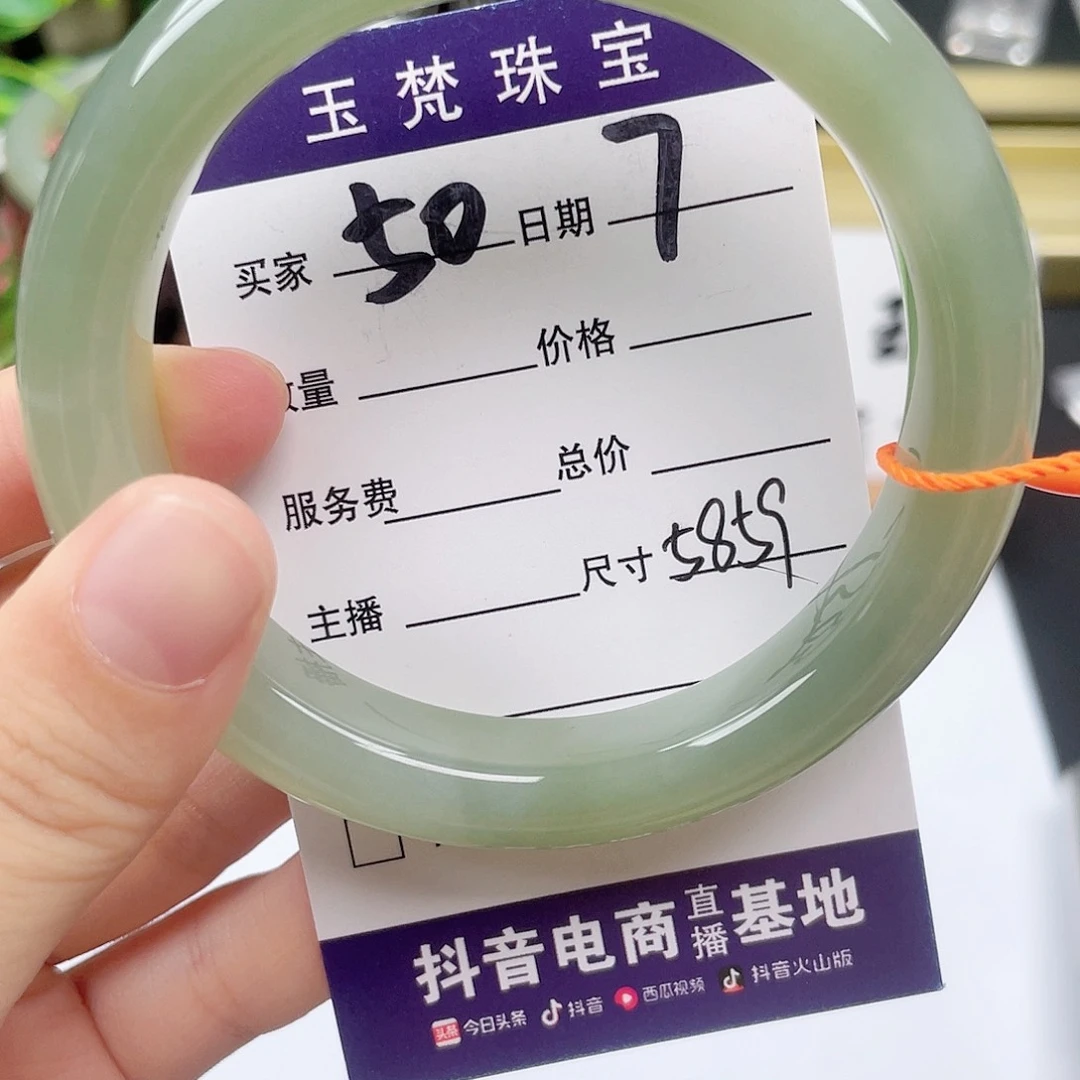 玉梵珠宝
买家 50 日期 7
量 价格
服务费 总价
主播 尺寸 5859
抖音电商直播基地
头条 今日头条 抖音 西瓜视频 抖音火山版